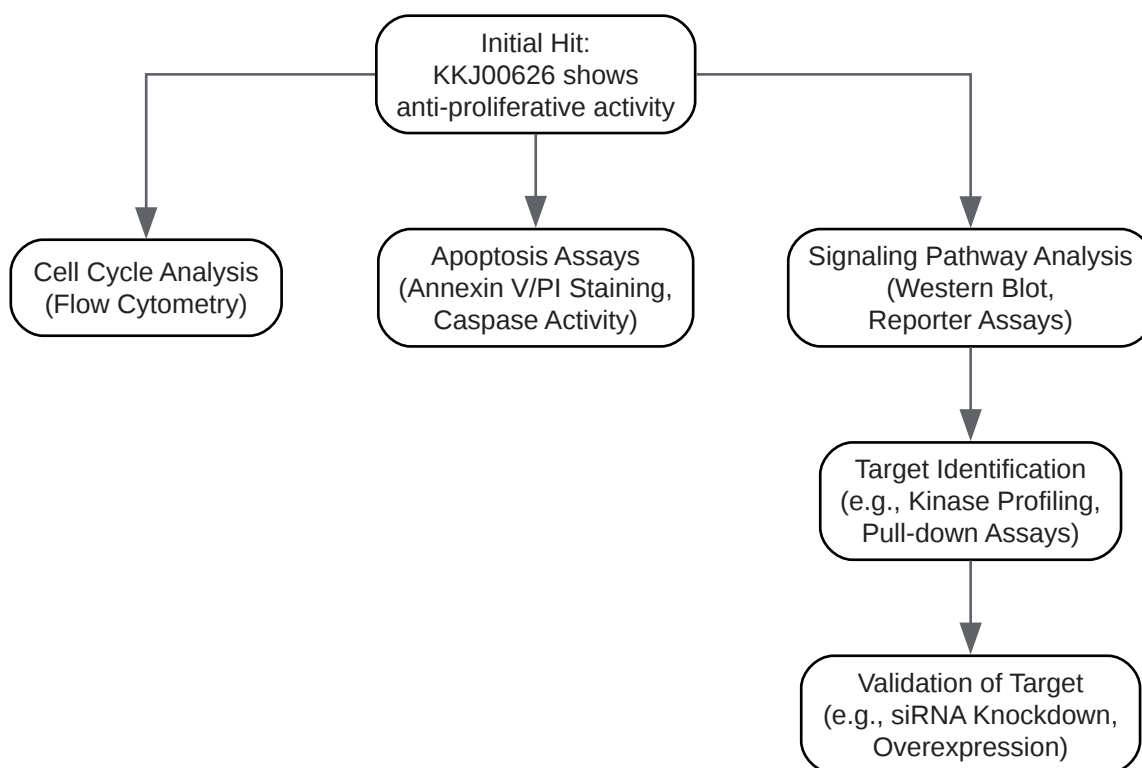 Initial Hit:
KKJ00626 shows
anti-proliferative activity
Cell Cycle Analysis
(Flow Cytometry)
Apoptosis Assays
(Annexin V/PI Staining,
Caspase Activity)
Signaling Pathway Analysis
(Western Blot,
Reporter Assays)
Target Identification
(e.g., Kinase Profiling,
Pull-down Assays)
Validation of Target
(e.g., siRNA Knockdown,
Overexpression)